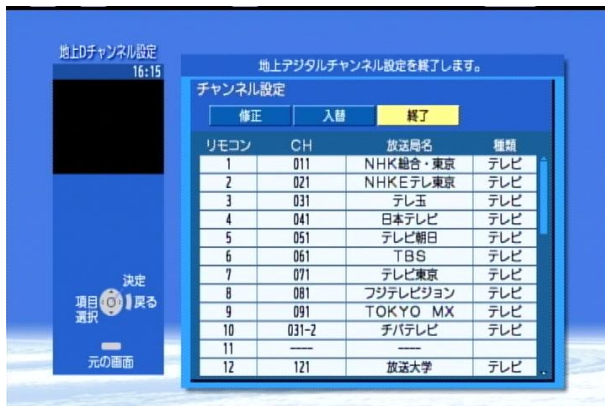 地上Dチャンネル設定
16:15
地上デジタルチャンネル設定を終了します。
チャンネル設定
修正 入替 終了
リモコン CH 放送局名 種類
1 011 NHK総合・東京 テレビ
2 021 NHKEテレ東京 テレビ
3 031 テレ玉 テレビ
4 041 日本テレビ テレビ
5 051 テレビ朝日 テレビ
6 061 TBS テレビ
7 071 テレビ東京 テレビ
8 081 フジテレビジョン テレビ
9 091 TOKYO MX テレビ
10 031-2 チバテレビ テレビ
11 ---- ----
12 121 放送大学 テレビ
決定
項目
選択
戻る
元の画面